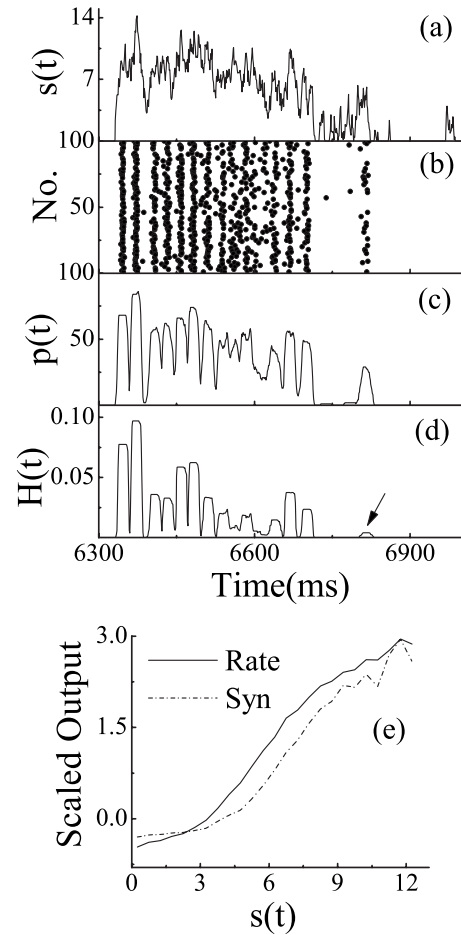 14
(a)
s(t)
7
100
(b)
No.
50
100
(c)
p(t)
50
0.10
(d)
H(t)
0.05
6300
6600
6900
Time(ms)
3.0
Rate
Syn
Scaled Output
1.5
(e)
0.0
0
3
6
9
12
s(t)